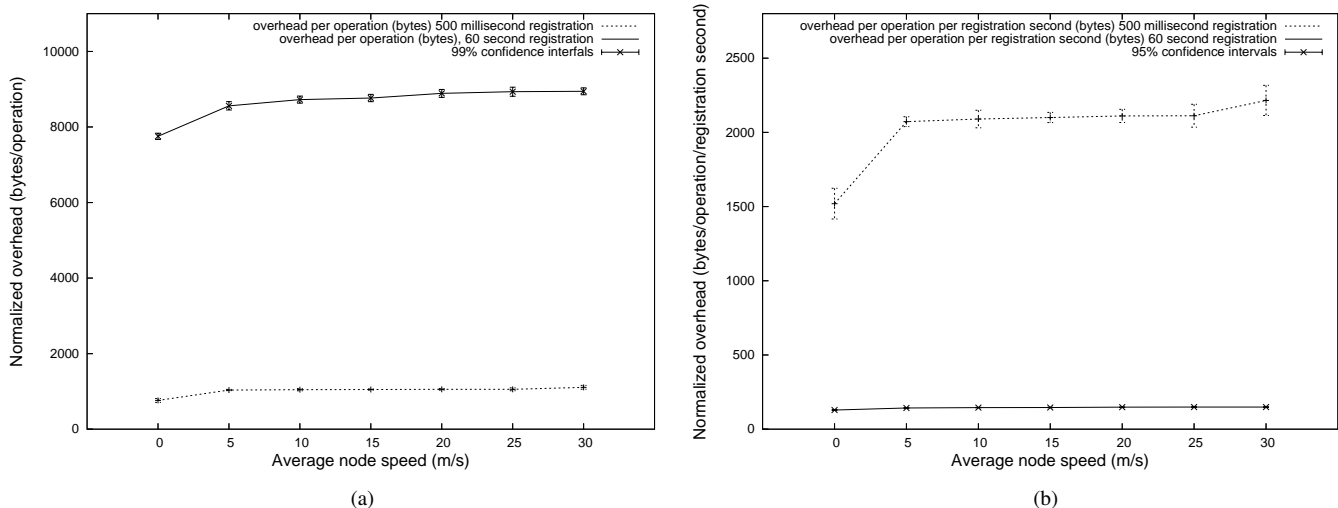 overhead per operation (bytes) 500 millisecond registration
overhead per operation (bytes), 60 second registration
99% confidence interfals
Normalized overhead (bytes/operation)
10000
8000
6000
4000
2000
0
0 5 10 15 20 25 30
Average node speed (m/s)
(a)
overhead per operation per registration second (bytes) 500 millisecond registration
overhead per operation per registration second (bytes) 60 second registration
95% confidence intervals
Normalized overhead (bytes/operation/registration second)
2500
2000
1500
1000
500
0
0 5 10 15 20 25 30
Average node speed (m/s)
(b)